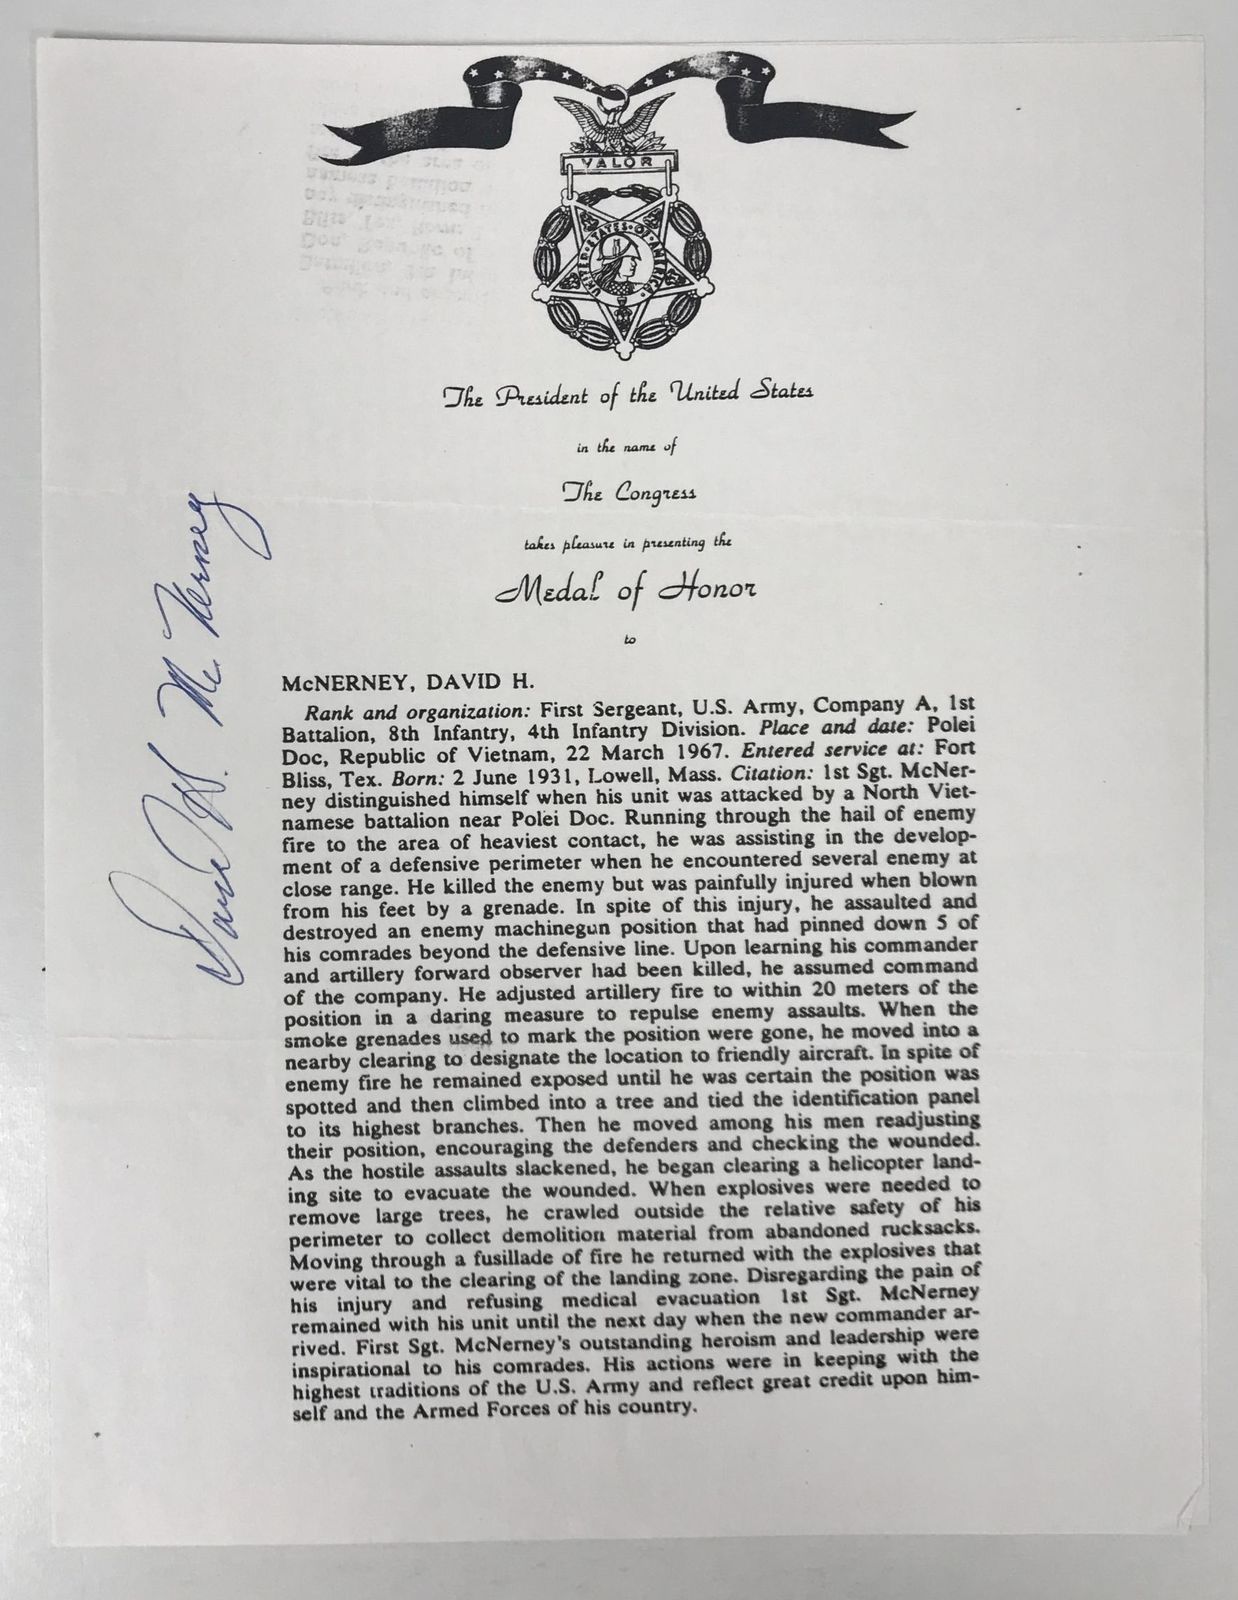 VALOR
UNITED·STATES·OF·AMERICA·
The President of the United States
in the name of
The Congress
takes pleasure in presenting the
Medal of Honor
to
McNERNEY, DAVID H.
Rank and organization: First Sergeant, U.S. Army, Company A, 1st
Battalion, 8th Infantry, 4th Infantry Division. Place and date: Polei
Doc, Republic of Vietnam, 22 March 1967. Entered service at: Fort
Bliss, Tex. Born: 2 June 1931, Lowell, Mass. Citation: 1st Sgt. McNer-
ney distinguished himself when his unit was attacked by a North Viet-
namese battalion near Polei Doc. Running through the hail of enemy
fire to the area of heaviest contact, he was assisting in the develop-
ment of a defensive perimeter when he encountered several enemy at
close range. He killed the enemy but was painfully injured when blown
from his feet by a grenade. In spite of this injury, he assaulted and
destroyed an enemy machinegun position that had pinned down 5 of
his comrades beyond the defensive line. Upon learning his commander
and artillery forward observer had been killed, he assumed command
of the company. He adjusted artillery fire to within 20 meters of the
position in a daring measure to repulse enemy assaults. When the
smoke grenades used to mark the position were gone, he moved into a
nearby clearing to designate the location to friendly aircraft. In spite of
enemy fire he remained exposed until he was certain the position was
spotted and then climbed into a tree and tied the identification panel
to its highest branches. Then he moved among his men readjusting
their position, encouraging the defenders and checking the wounded.
As the hostile assaults slackened, he began clearing a helicopter land-
ing site to evacuate the wounded. When explosives were needed to
remove large trees, he crawled outside the relative safety of his
perimeter to collect demolition material from abandoned rucksacks.
Moving through a fusillade of fire he returned with the explosives that
were vital to the clearing of the landing zone. Disregarding the pain of
his injury and refusing medical evacuation 1st Sgt. McNerney
remained with his unit until the next day when the new commander ar-
rived. First Sgt. McNerney's outstanding heroism and leadership were
inspirational to his comrades. His actions were in keeping with the
highest traditions of the U.S. Army and reflect great credit upon him-
self and the Armed Forces of his country.
David H. McNerney